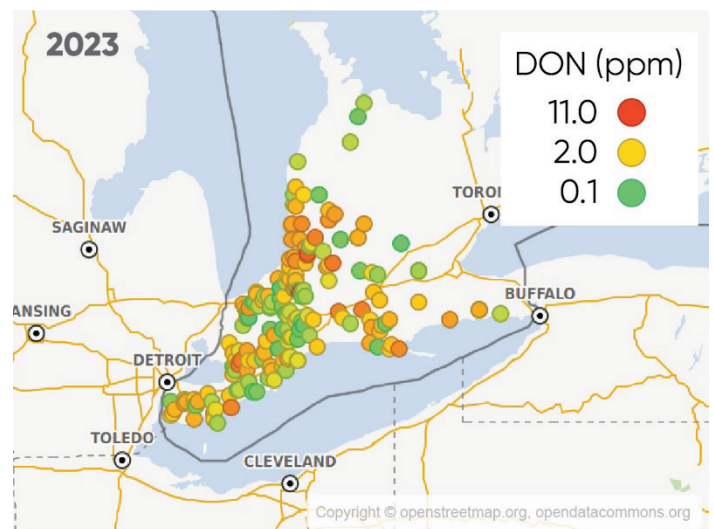 2023
DON (ppm)
11.0
2.0
0.1
TORO
SAGINAW
ANSING
BUFFALO
DETROIT
TOLEDO
CLEVELAND
Copyright © openstreetmap.org, opendatacommons.org